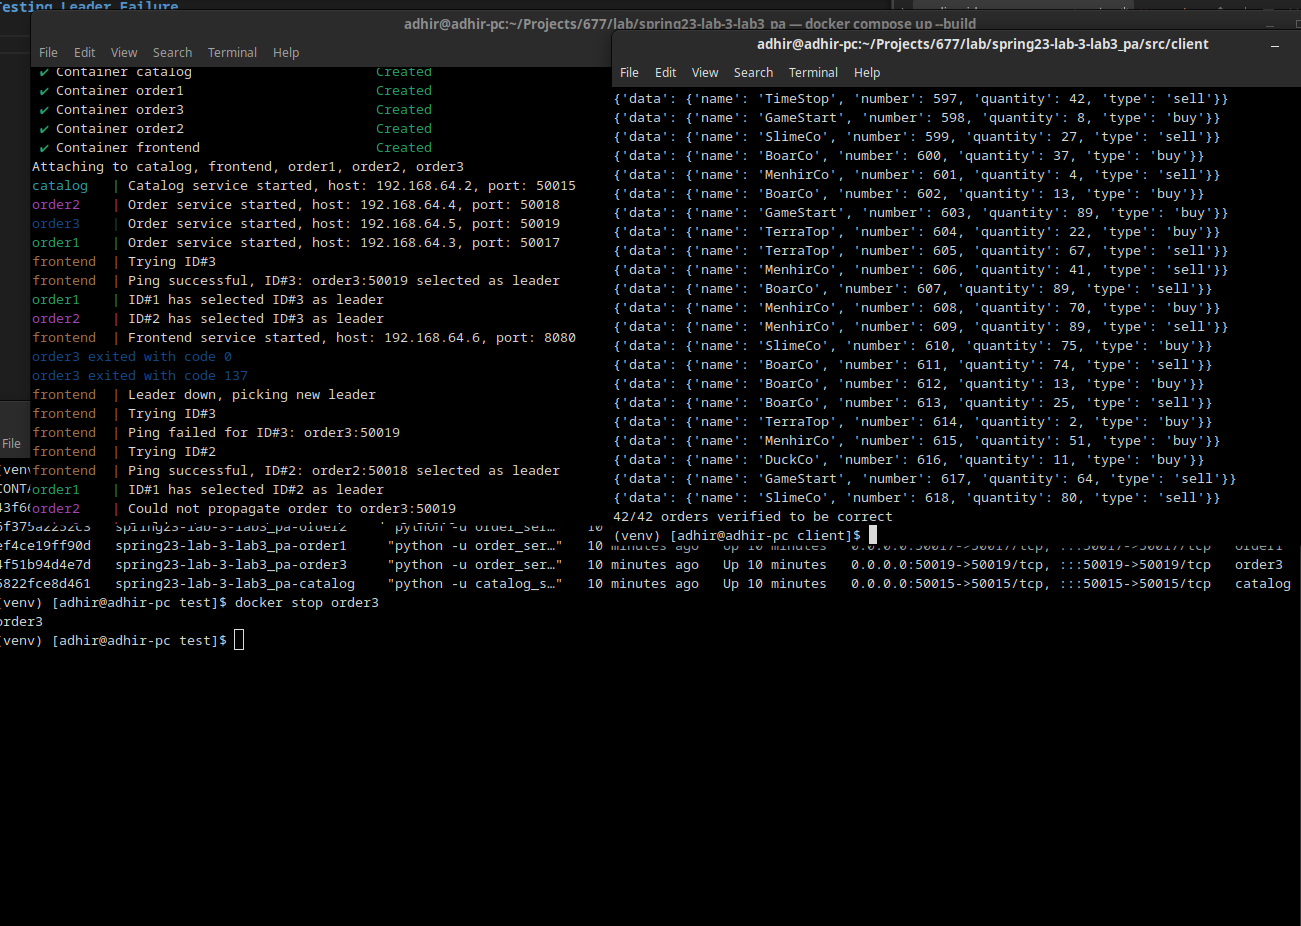 Testing Leader Failure
adhir@adhir-pc:~/Projects/677/lab/spring23-lab-3-lab3_pa — docker compose up --build
File Edit View Search Terminal Help
✔ Container catalog Created
✔ Container order1 Created
✔ Container order3 Created
✔ Container order2 Created
✔ Container frontend Created
Attaching to catalog, frontend, order1, order2, order3
catalog | Catalog service started, host: 192.168.64.2, port: 50015
order2 | Order service started, host: 192.168.64.4, port: 50018
order3 | Order service started, host: 192.168.64.5, port: 50019
order1 | Order service started, host: 192.168.64.3, port: 50017
frontend | Trying ID#3
frontend | Ping successful, ID#3: order3:50019 selected as leader
order1 | ID#1 has selected ID#3 as leader
order2 | ID#2 has selected ID#3 as leader
frontend | Frontend service started, host: 192.168.64.6, port: 8080
order3 exited with code 0
order3 exited with code 137
frontend | Leader down, picking new leader
frontend | Trying ID#3
frontend | Ping failed for ID#3: order3:50019
frontend | Trying ID#2
frontend | Ping successful, ID#2: order2:50018 selected as leader
order1 | ID#1 has selected ID#2 as leader
order2 | Could not propagate order to order3:50019
adhir@adhir-pc:~/Projects/677/lab/spring23-lab-3-lab3_pa/src/client
File Edit View Search Terminal Help
{'data': {'name': 'TimeStop', 'number': 597, 'quantity': 42, 'type': 'sell'}}
{'data': {'name': 'GameStart', 'number': 598, 'quantity': 8, 'type': 'buy'}}
{'data': {'name': 'SlimeCo', 'number': 599, 'quantity': 27, 'type': 'sell'}}
{'data': {'name': 'BoarCo', 'number': 600, 'quantity': 37, 'type': 'buy'}}
{'data': {'name': 'MenhirCo', 'number': 601, 'quantity': 4, 'type': 'sell'}}
{'data': {'name': 'BoarCo', 'number': 602, 'quantity': 13, 'type': 'buy'}}
{'data': {'name': 'GameStart', 'number': 603, 'quantity': 89, 'type': 'buy'}}
{'data': {'name': 'TerraTop', 'number': 604, 'quantity': 22, 'type': 'buy'}}
{'data': {'name': 'TerraTop', 'number': 605, 'quantity': 67, 'type': 'sell'}}
{'data': {'name': 'MenhirCo', 'number': 606, 'quantity': 41, 'type': 'sell'}}
{'data': {'name': 'BoarCo', 'number': 607, 'quantity': 89, 'type': 'sell'}}
{'data': {'name': 'MenhirCo', 'number': 608, 'quantity': 70, 'type': 'buy'}}
{'data': {'name': 'MenhirCo', 'number': 609, 'quantity': 89, 'type': 'sell'}}
{'data': {'name': 'SlimeCo', 'number': 610, 'quantity': 75, 'type': 'buy'}}
{'data': {'name': 'BoarCo', 'number': 611, 'quantity': 74, 'type': 'sell'}}
{'data': {'name': 'BoarCo', 'number': 612, 'quantity': 13, 'type': 'buy'}}
{'data': {'name': 'BoarCo', 'number': 613, 'quantity': 25, 'type': 'sell'}}
{'data': {'name': 'TerraTop', 'number': 614, 'quantity': 2, 'type': 'buy'}}
{'data': {'name': 'MenhirCo', 'number': 615, 'quantity': 51, 'type': 'buy'}}
{'data': {'name': 'DuckCo', 'number': 616, 'quantity': 11, 'type': 'buy'}}
{'data': {'name': 'GameStart', 'number': 617, 'quantity': 64, 'type': 'sell'}}
{'data': {'name': 'SlimeCo', 'number': 618, 'quantity': 80, 'type': 'sell'}}
42/42 orders verified to be correct
(venv) [adhir@adhir-pc client]$
File
(venv
CONTA
43f66
spring23-lab-3-lab3_pa-order2 "python -u order_ser…" 10
ef4ce19ff90d spring23-lab-3-lab3_pa-order1 "python -u order_ser…" 10 minutes ago Up 10 minutes 0.0.0.0:50017->50017/tcp, :::50017->50017/tcp order1
4f51b94d4e7d spring23-lab-3-lab3_pa-order3 "python -u order_ser…" 10 minutes ago Up 10 minutes 0.0.0.0:50019->50019/tcp, :::50019->50019/tcp order3
5822fce8d461 spring23-lab-3-lab3_pa-catalog "python -u catalog_s…" 10 minutes ago Up 10 minutes 0.0.0.0:50015->50015/tcp, :::50015->50015/tcp catalog
(venv) [adhir@adhir-pc test]$ docker stop order3
order3
(venv) [adhir@adhir-pc test]$